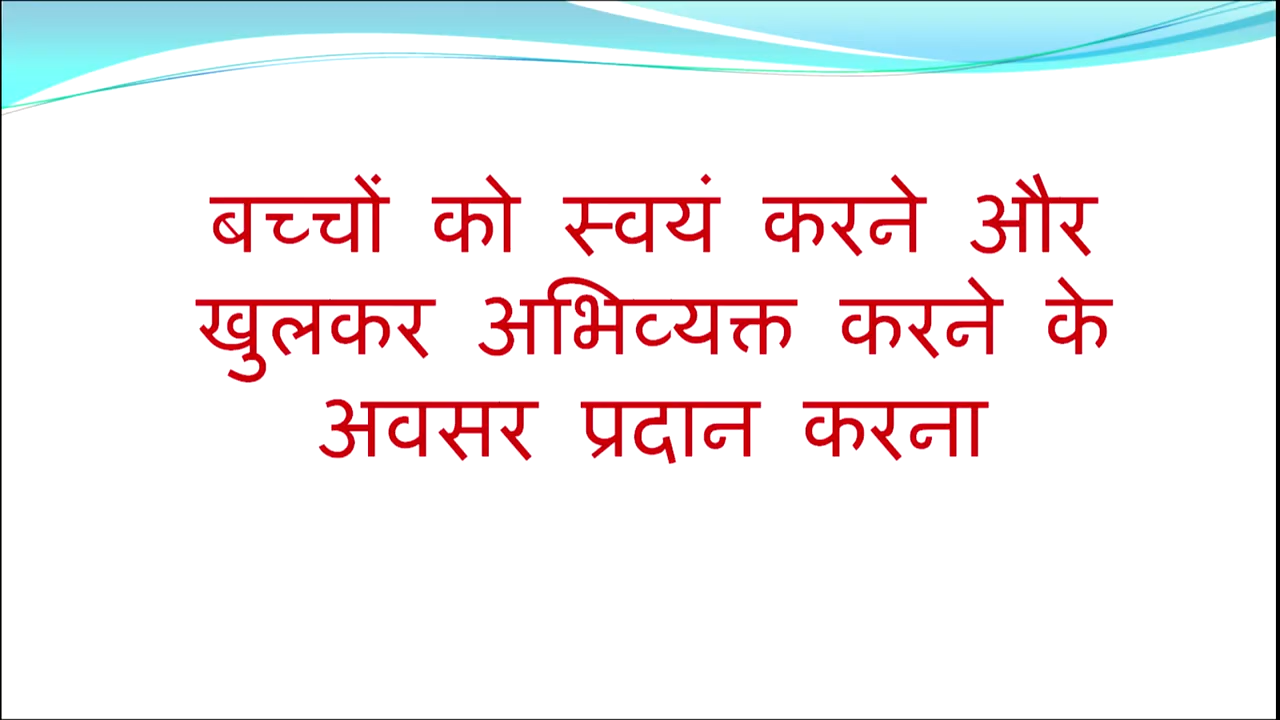 बच्चों को स्वयं करने और
खुलकर अभिव्यक्त करने के
अवसर प्रदान करना